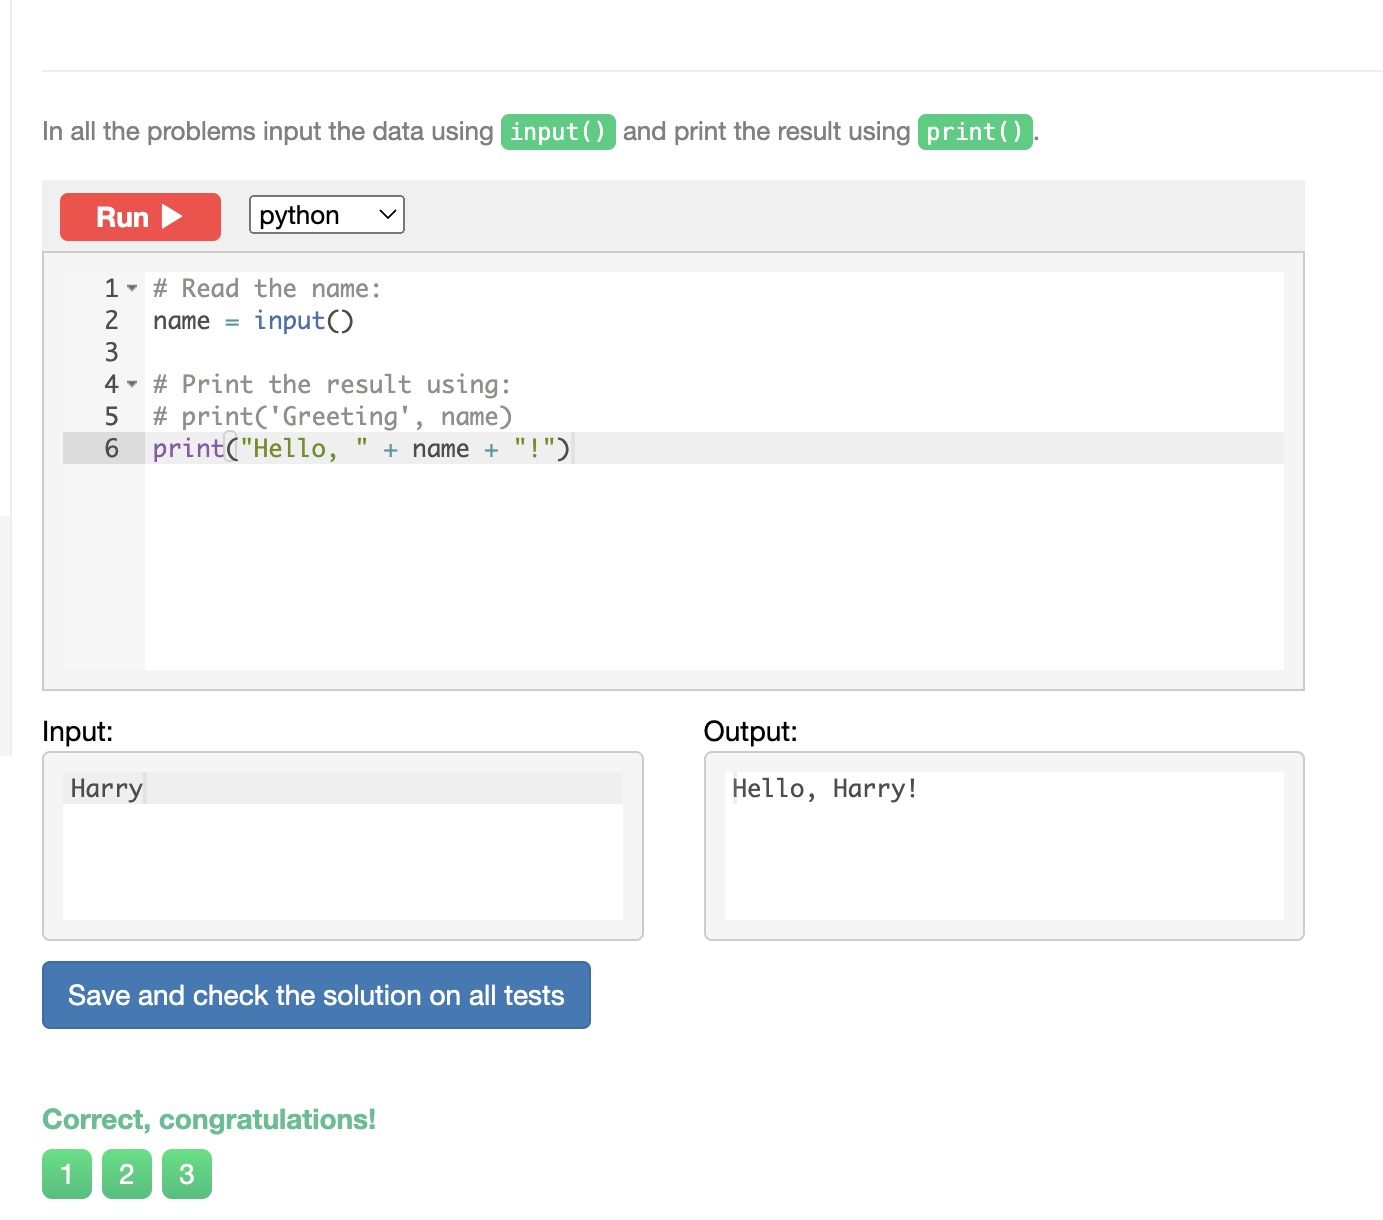 In all the problems input the data using input() and print the result using print().
Run
python
1 # Read the name:
2 name = input()
3
4 # Print the result using:
5 # print('Greeting', name)
6 print("Hello, " + name + "!")
Input:
Output:
Harry
Hello, Harry!
Save and check the solution on all tests
Correct, congratulations!
1 2 3